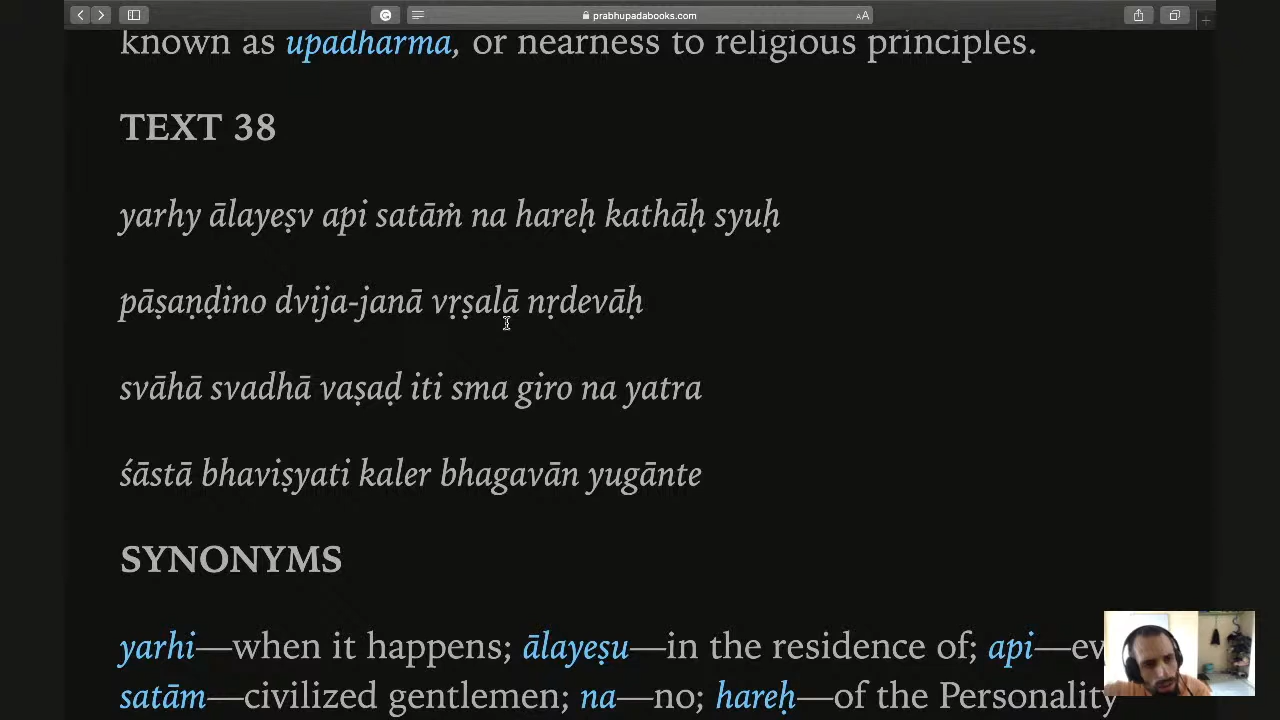 prabhupadabooks.com
known as upadharma, or nearness to religious principles.
TEXT 38
yarhy ālayeṣv api satāṁ na hareḥ kathāḥ syuḥ
pāṣaṇḍino dvija-janā vṛṣalā nṛdevāḥ
svāhā svadhā vaṣaḍ iti sma giro na yatra
śāstā bhaviṣyati kaler bhagavān yugānte
SYNONYMS
yarhi—when it happens; ālayeṣu—in the residence of; api—ev
satām—civilized gentlemen; na—no; hareḥ—of the Personality